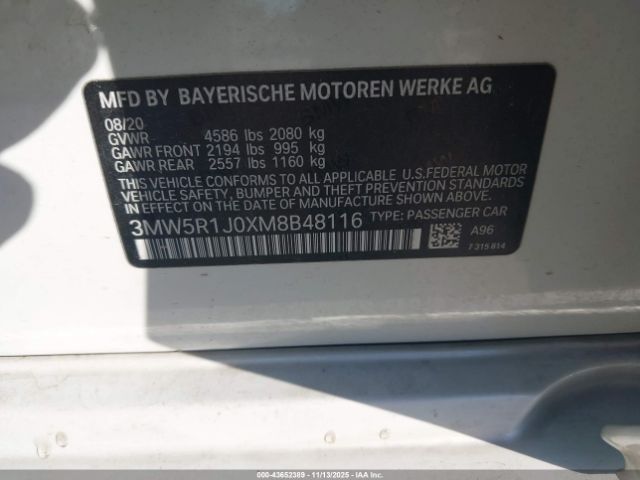 MFD BY BAYERISCHE MOTOREN WERKE AG
08/20
GVWR 4586 lbs 2080 kg
GAWR FRONT 2194 lbs 995 kg
GAWR REAR 2557 lbs 1160 kg
THIS VEHICLE CONFORMS TO ALL APPLICABLE U.S.FEDERAL MOTOR
VEHICLE SAFETY, BUMPER AND THEFT PREVENTION STANDARDS
IN EFFECT ON THE DATE OF MANUFACTURE SHOWN ABOVE.
3MW5R1J0XM8B48116 TYPE: PASSENGER CAR
A96
7 315 814
000-43652389 - 11/13/2025 - IAA Inc.